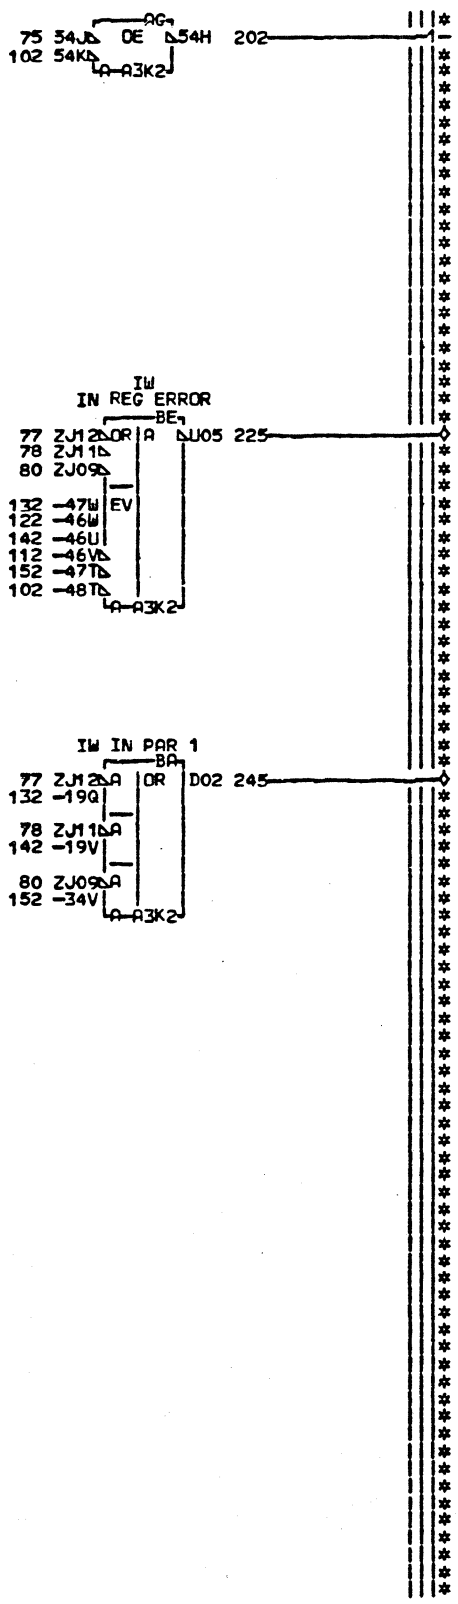 AG
75 54J OE 54H 202
102 54K
A-A3K2
IW
IN REG ERROR
BE
77 ZJ12 OR A U05 225
78 ZJ11
80 ZJ09
132 -47W EV
122 -46W
142 -46U
112 -46V
152 -47T
102 -48T
A-A3K2
IW IN PAR 1
BA
77 ZJ12 A OR D02 245
132 -19Q
78 ZJ11 A
142 -19V
80 ZJ09 A
152 -34V
A-A3K2